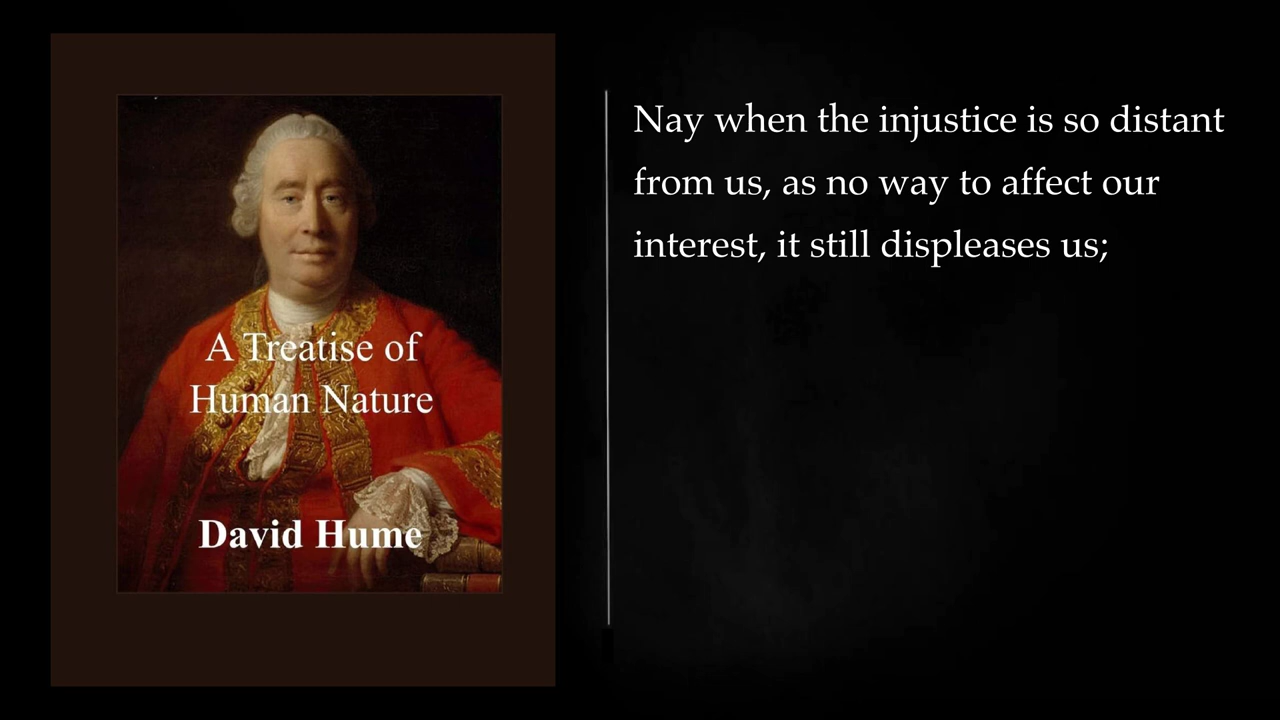 A Treatise of
Human Nature
David Hume
Nay when the injustice is so distant
from us, as no way to affect our
interest, it still displeases us;